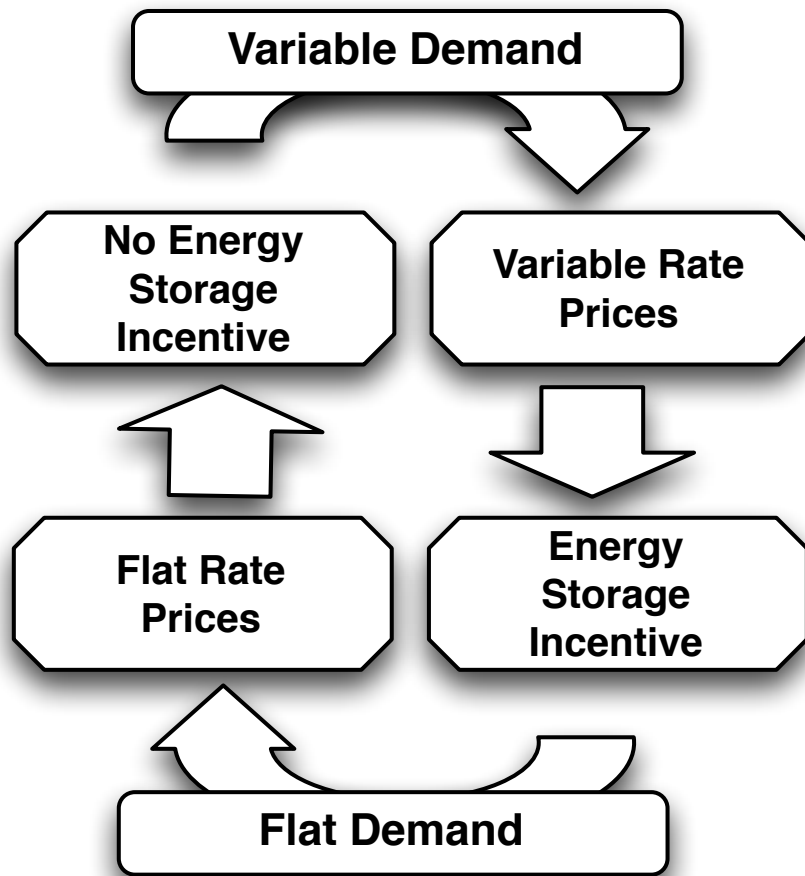 Variable Demand
No Energy
Storage
Incentive
Variable Rate
Prices
Flat Rate
Prices
Energy
Storage
Incentive
Flat Demand